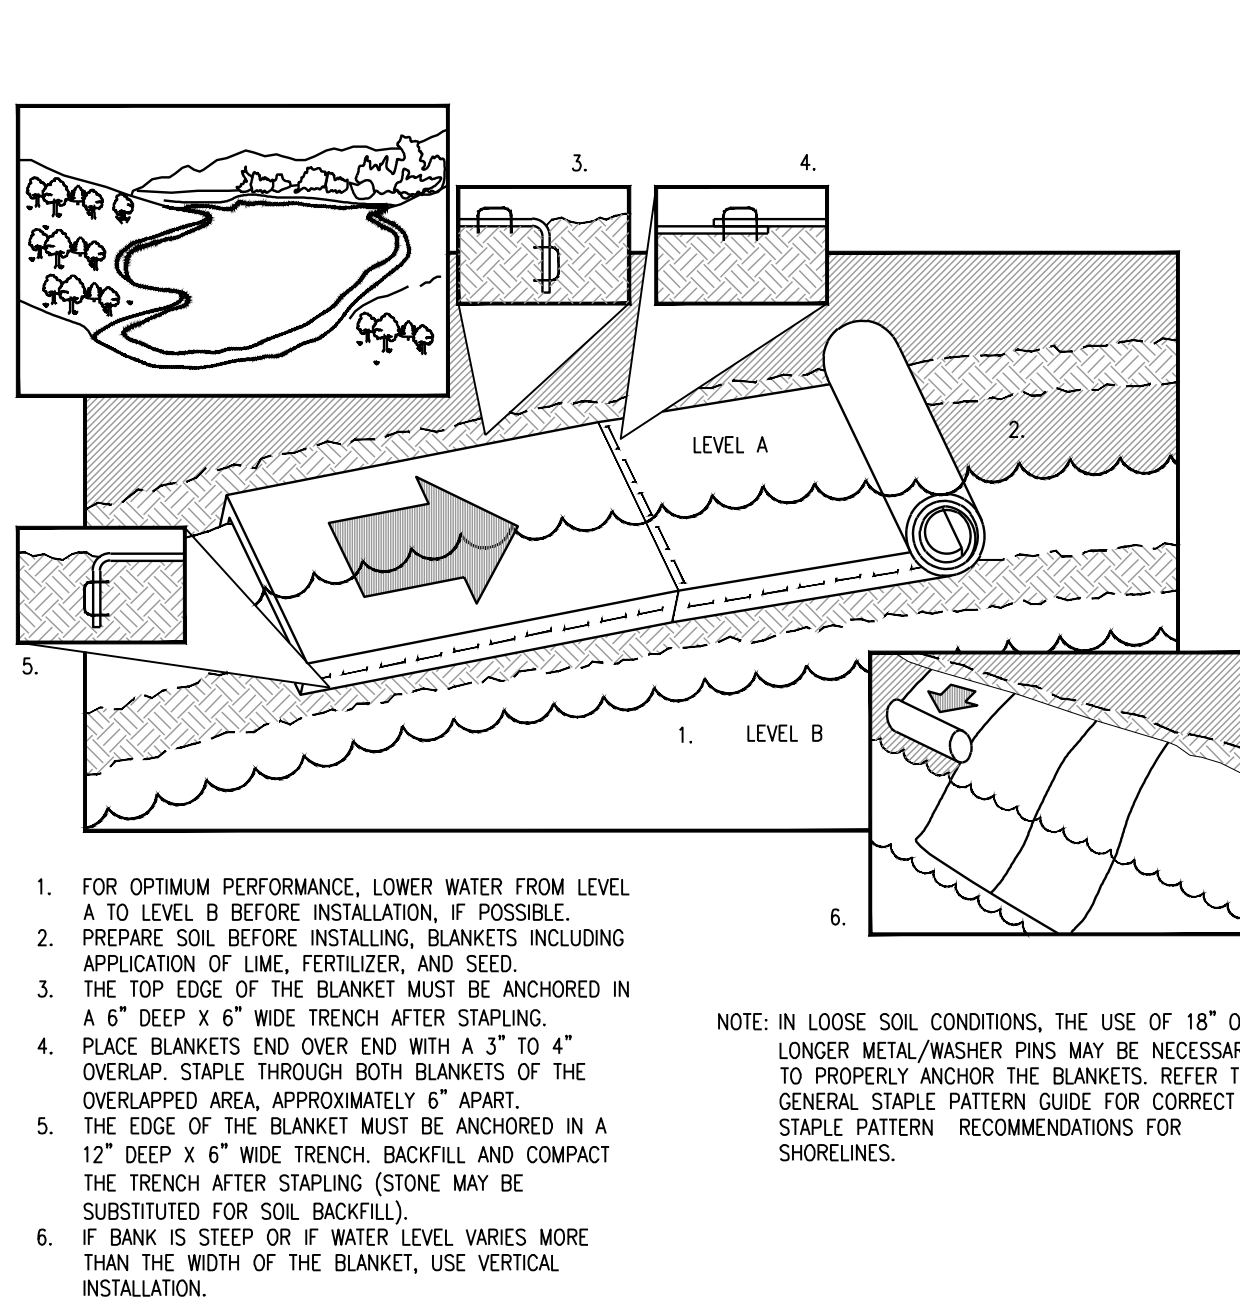 3.
4.
2.
LEVEL A
5.
1. LEVEL B
6.
1. FOR OPTIMUM PERFORMANCE, LOWER WATER FROM LEVEL
A TO LEVEL B BEFORE INSTALLATION, IF POSSIBLE.
2. PREPARE SOIL BEFORE INSTALLING, BLANKETS INCLUDING
APPLICATION OF LIME, FERTILIZER, AND SEED.
3. THE TOP EDGE OF THE BLANKET MUST BE ANCHORED IN
A 6” DEEP X 6” WIDE TRENCH AFTER STAPLING.
4. PLACE BLANKETS END OVER END WITH A 3” TO 4”
OVERLAP. STAPLE THROUGH BOTH BLANKETS OF THE
OVERLAPPED AREA, APPROXIMATELY 6” APART.
5. THE EDGE OF THE BLANKET MUST BE ANCHORED IN A
12” DEEP X 6” WIDE TRENCH. BACKFILL AND COMPACT
THE TRENCH AFTER STAPLING (STONE MAY BE
SUBSTITUTED FOR SOIL BACKFILL).
6. IF BANK IS STEEP OR IF WATER LEVEL VARIES MORE
THAN THE WIDTH OF THE BLANKET, USE VERTICAL
INSTALLATION.
NOTE: IN LOOSE SOIL CONDITIONS, THE USE OF 18”
LONGER METAL/WASHER PINS MAY BE
TO PROPERLY ANCHOR THE BLANKETS. REFER
GENERAL STAPLE PATTERN GUIDE FOR CORRECT
STAPLE PATTERN RECOMMENDATIONS FOR
SHORELINES.